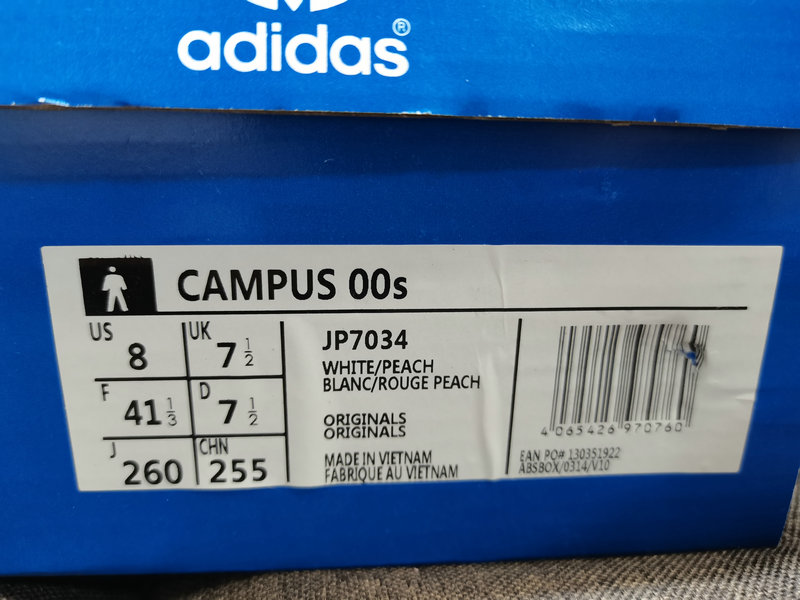 adidas®
CAMPUS 00s
US 8
UK 7 1/2
F 41 1/3
D 7 1/2
J 260
CHN 255
JP7034
WHITE/PEACH
BLANC/ROUGE PEACH
ORIGINALS
ORIGINALS
MADE IN VIETNAM
FABRIQUE AU VIETNAM
4 065426 970760
EAN PO# 130351922
ABSBOX/0314/V10